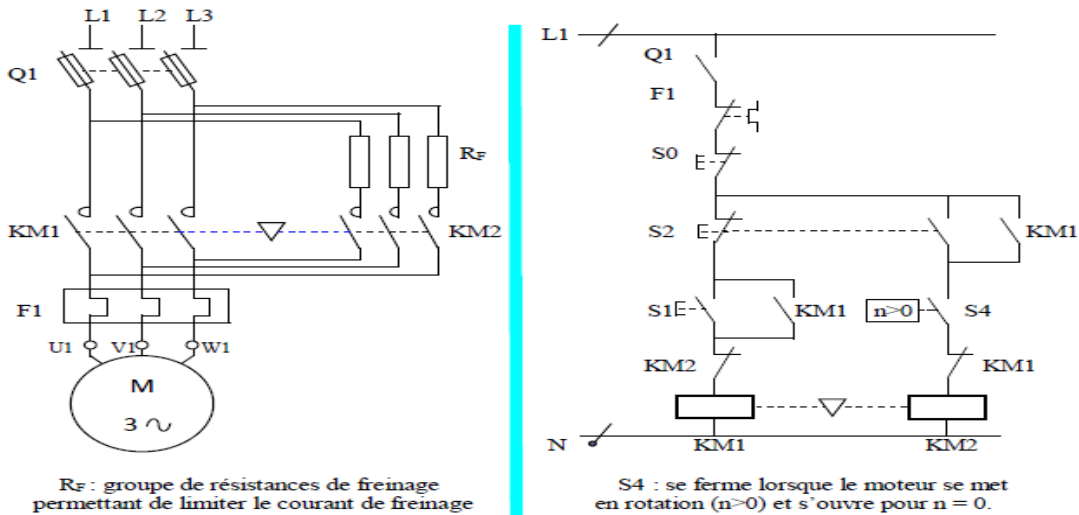 L1 L2 L3
Q1
RF
KM1
KM2
F1
U1 V1 W1
M
3 ~
RF : groupe de résistances de freinage
permettant de limiter le courant de freinage
L1
Q1
F1
S0
S2
KM1
S1
KM1
n>0
S4
KM2
KM1
N
KM1
KM2
S4 : se ferme lorsque le moteur se met
en rotation (n>0) et s’ouvre pour n = 0.